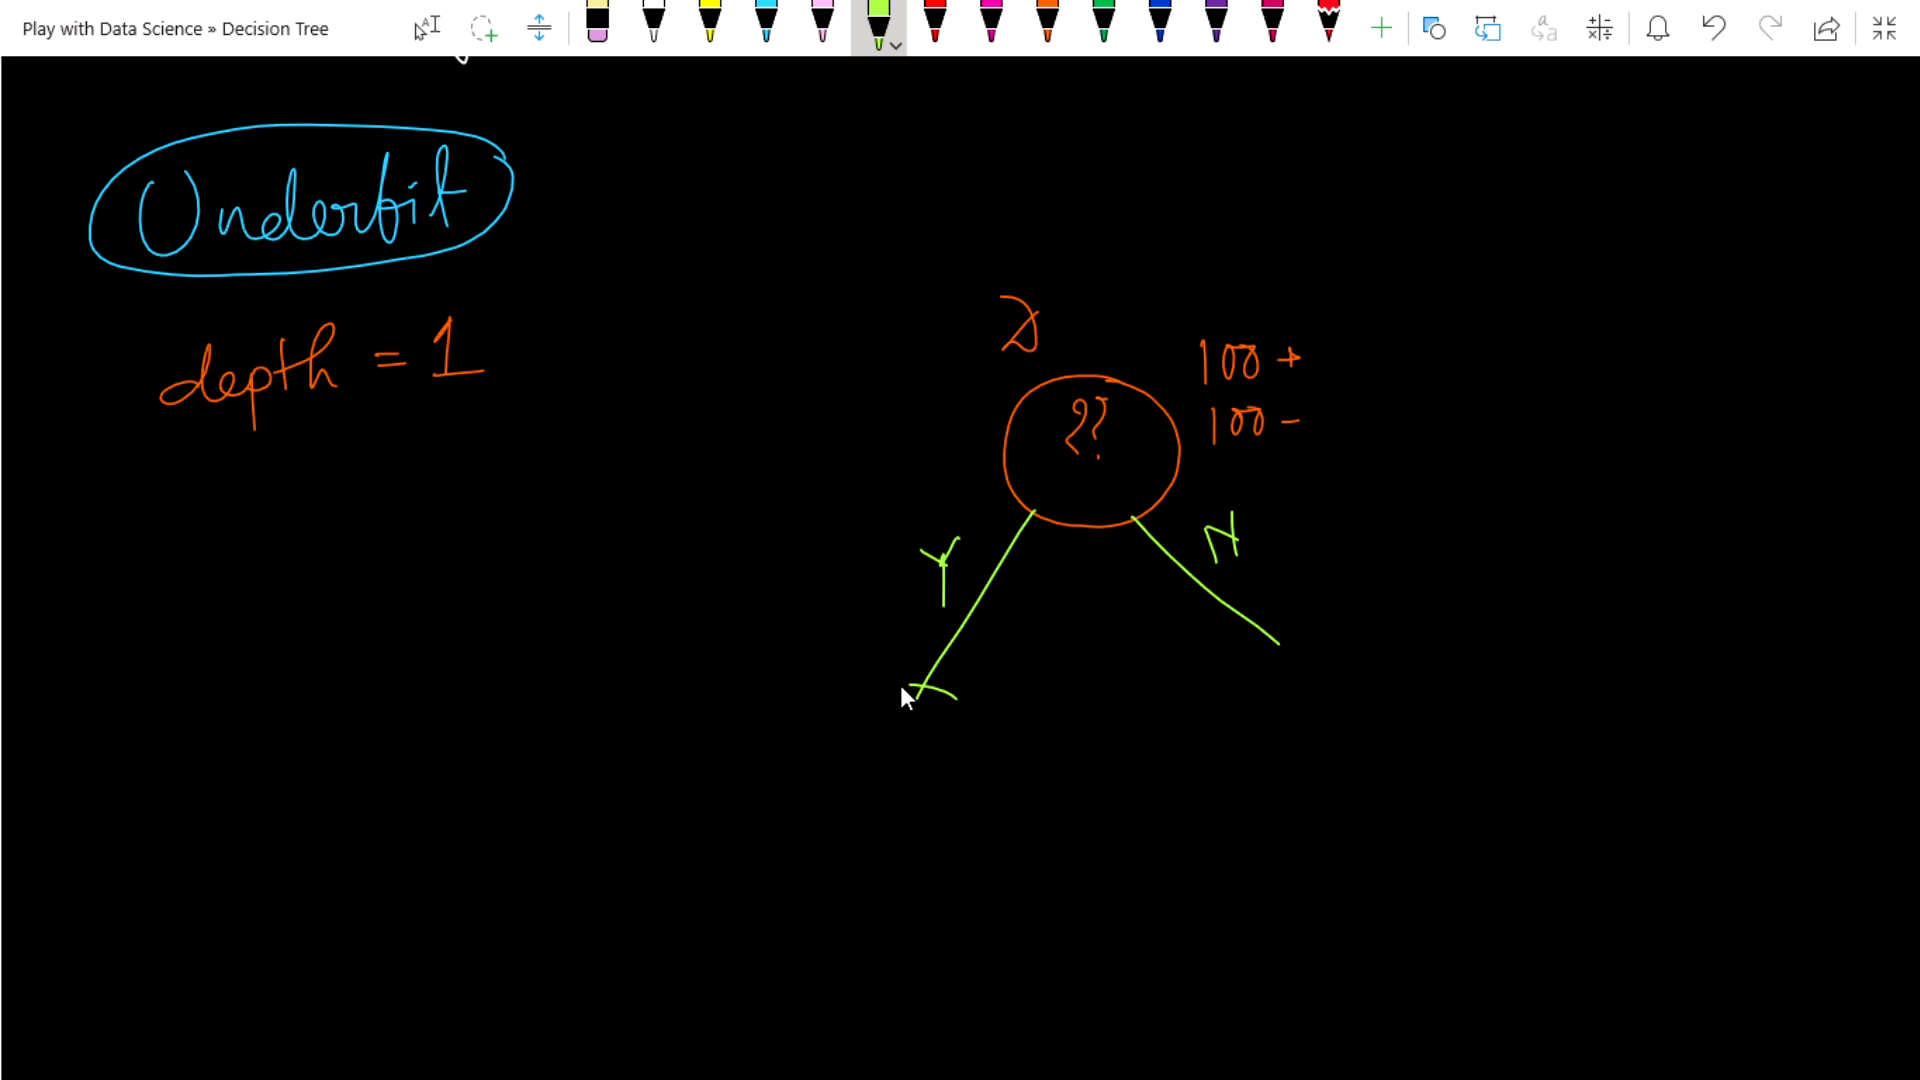 Play with Data Science » Decision Tree
Underfit
depth = 1
D
100 +
100 -
??
Y
N